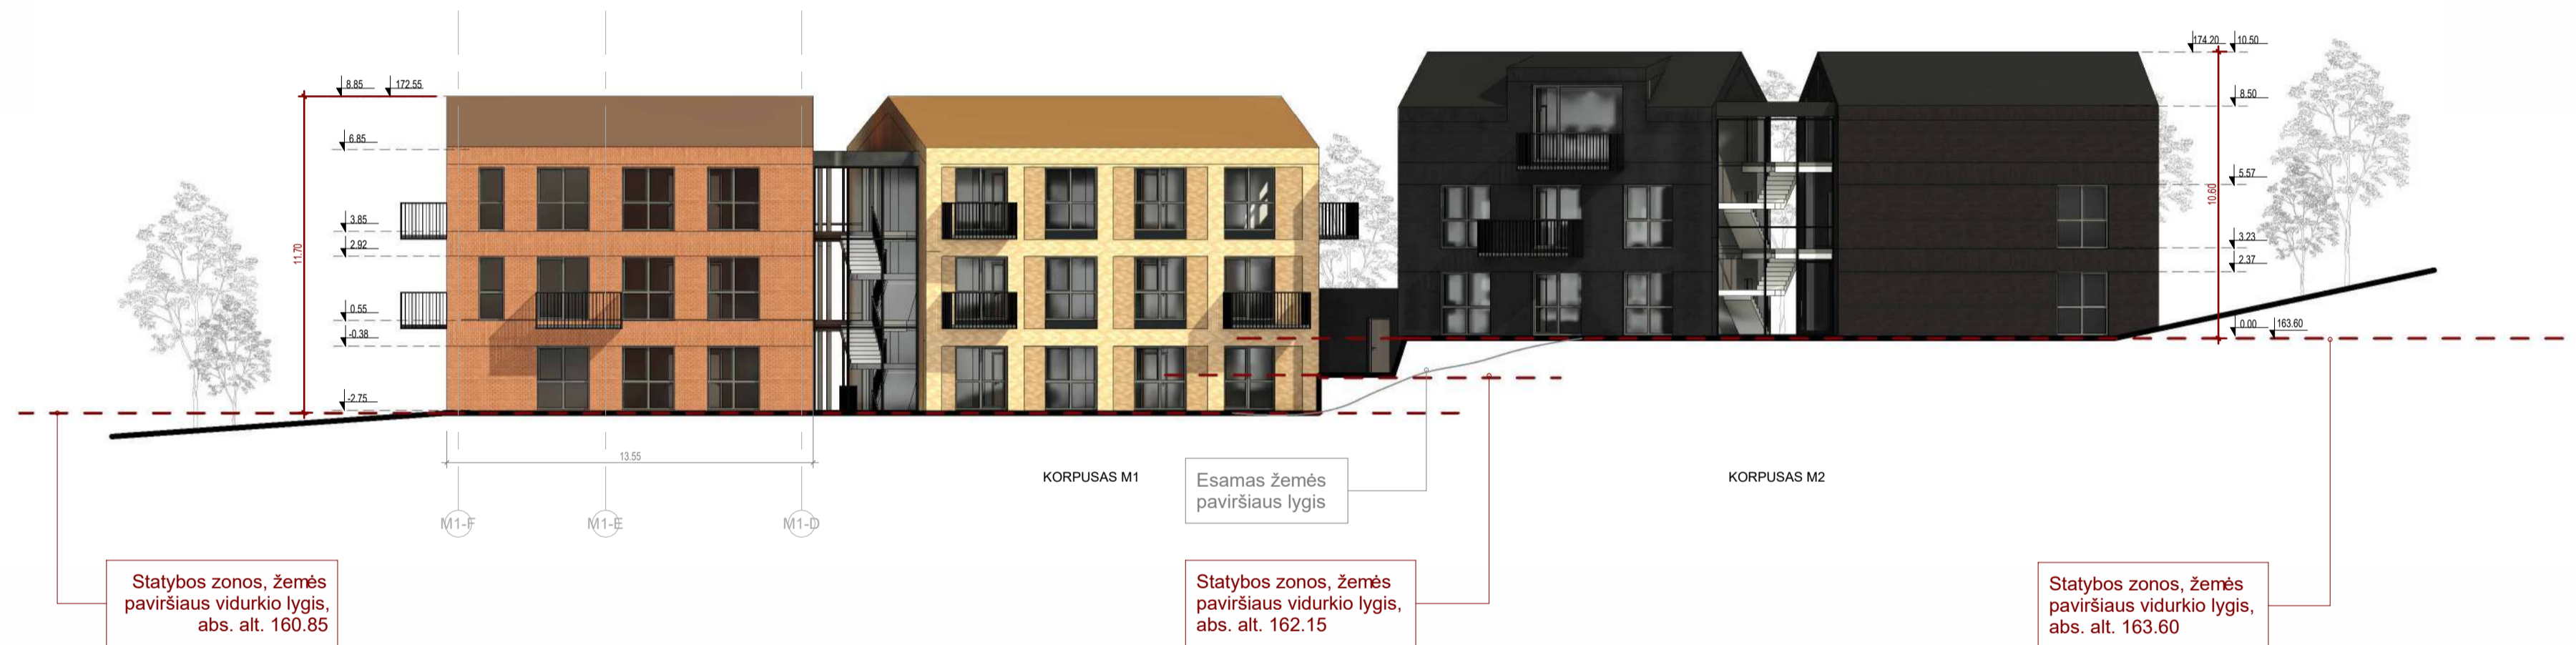 8.85
172.55
6.85
3.85
2.92
0.55
-0.38
-2.75
11.70
13.55
M1-F
M1-E
M1-D
174.20
10.50
8.50
5.57
3.23
2.37
0.00
163.60
10.60
KORPUSAS M1
KORPUSAS M2
Esamas žemės
paviršiaus lygis
Statybos zonos, žemės
paviršiaus vidurkio lygis,
abs. alt. 160.85
Statybos zonos, žemės
paviršiaus vidurkio lygis,
abs. alt. 162.15
Statybos zonos, žemės
paviršiaus vidurkio lygis,
abs. alt. 163.60